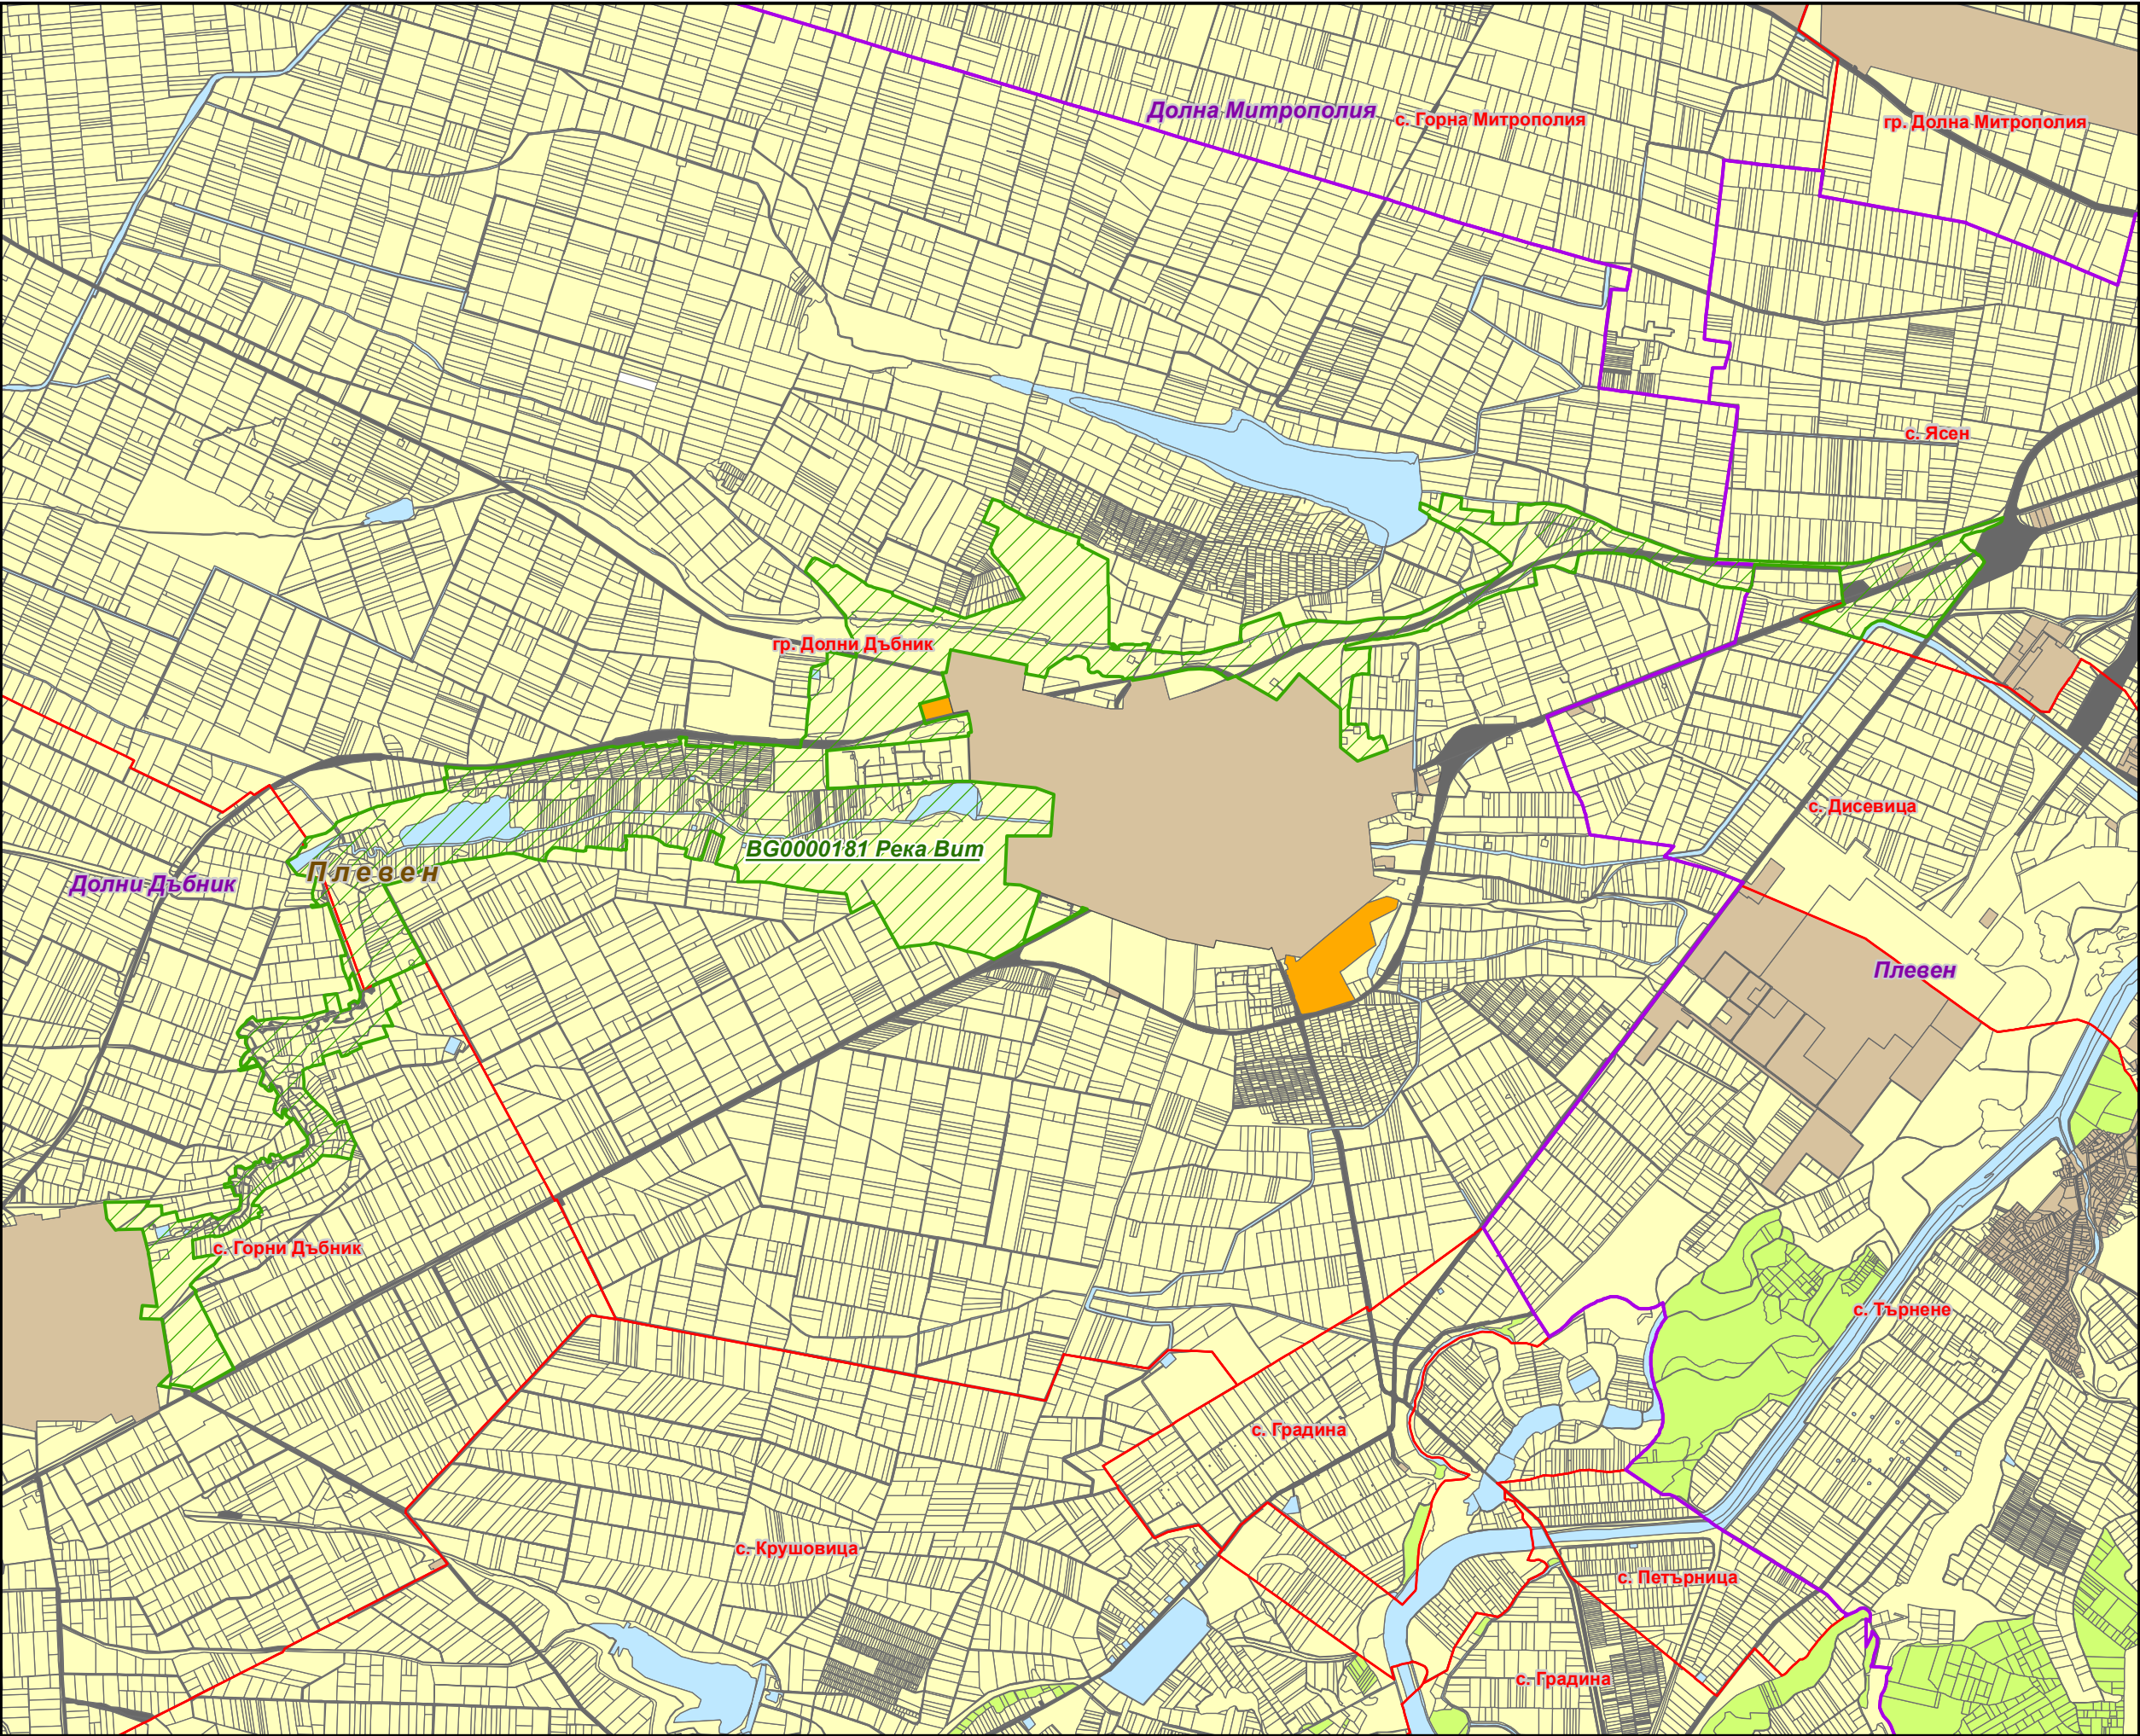 Долна Митрополия
с. Горна Митрополия
гр. Долна Митрополия
с. Ясен
гр. Долни Дъбник
с. Дисевица
BG0000181 Река Вит
Плевен
Долни Дъбник
Плевен
с. Горни Дъбник
с. Търнене
с. Градина
с. Крушовица
с. Петърница
с. Градина